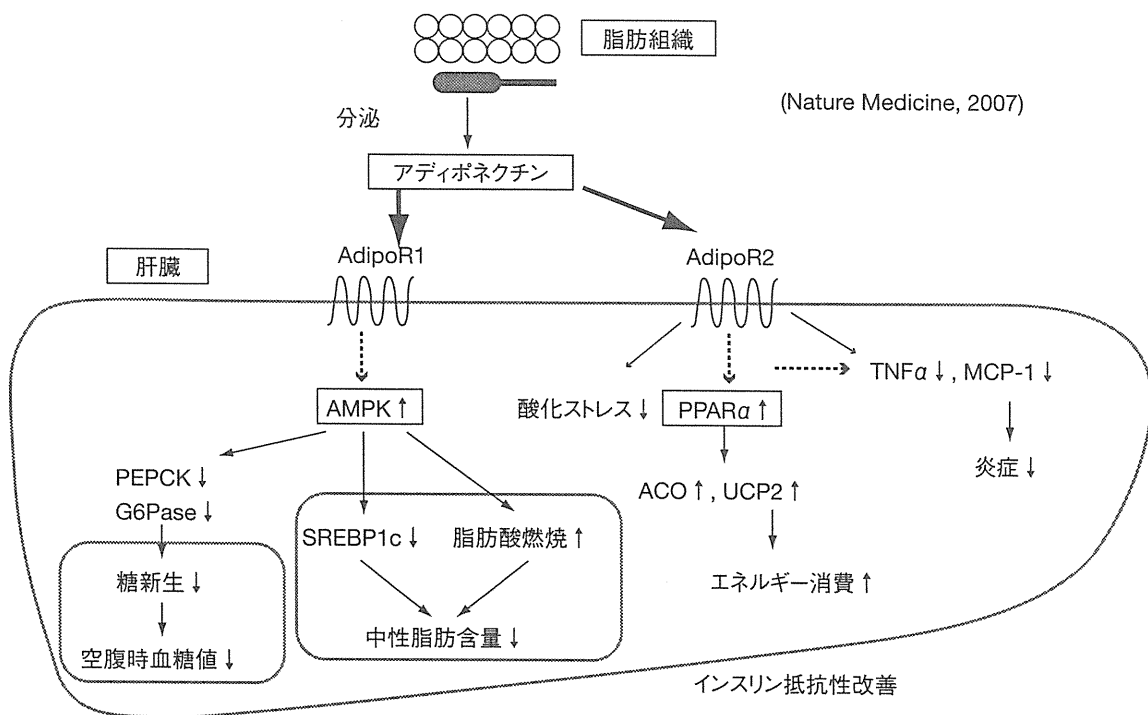 脂肪組織
(Nature Medicine, 2007)
分泌
アディポネクチン
肝臓
AdipoR1
AdipoR2
AMPK↑
酸化ストレス↓
PPARα↑
TNFα↓, MCP-1↓
炎症↓
PEPCK↓
G6Pase↓
SREBP1c↓
脂肪酸燃焼↑
ACO↑, UCP2↑
糖新生↓
エネルギー消費↑
中性脂肪含量↓
空腹時血糖値↓
インスリン抵抗性改善